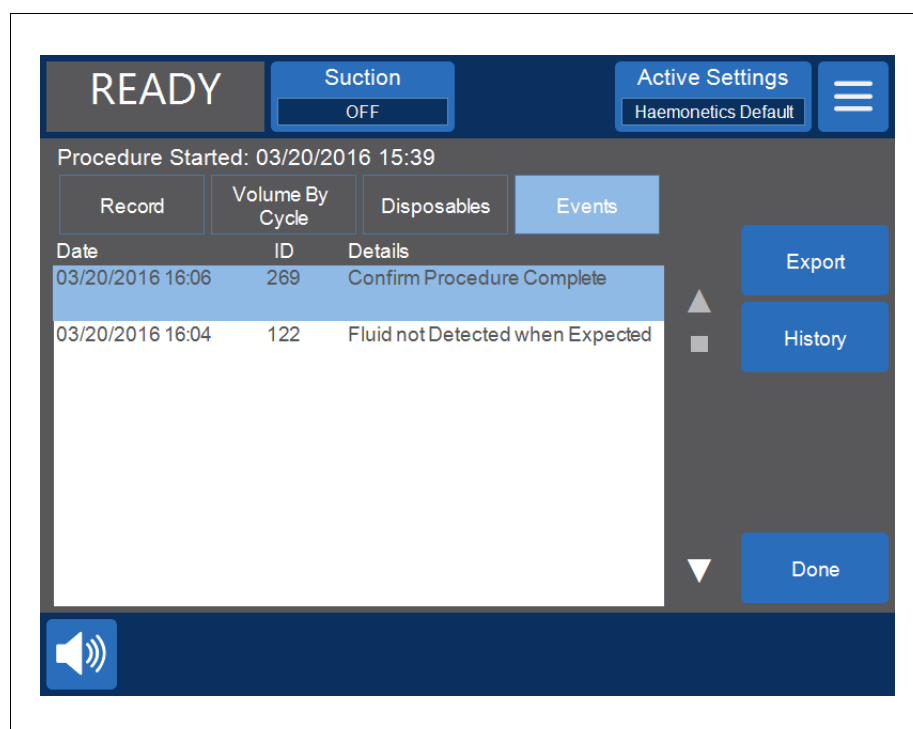 READY
Suction
OFF
Active Settings
Haemonetics Default
Procedure Started: 03/20/2016 15:39
Record
Volume By
Cycle
Disposables
Events
Date ID Details
03/20/2016 16:06 269 Confirm Procedure Complete
03/20/2016 16:04 122 Fluid not Detected when Expected
Export
History
Done